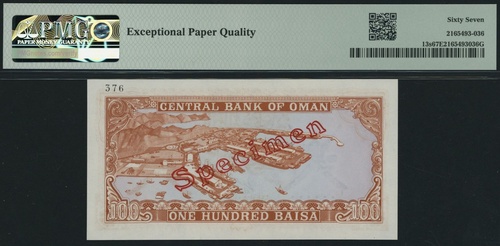 PMG
PAPER MONEY GUARANTY
Exceptional Paper Quality
Sixty Seven
2165493-036
13s67E2165493036G
376
CENTRAL BANK OF OMAN
Specimen
100
ONE HUNDRED BAISA
100